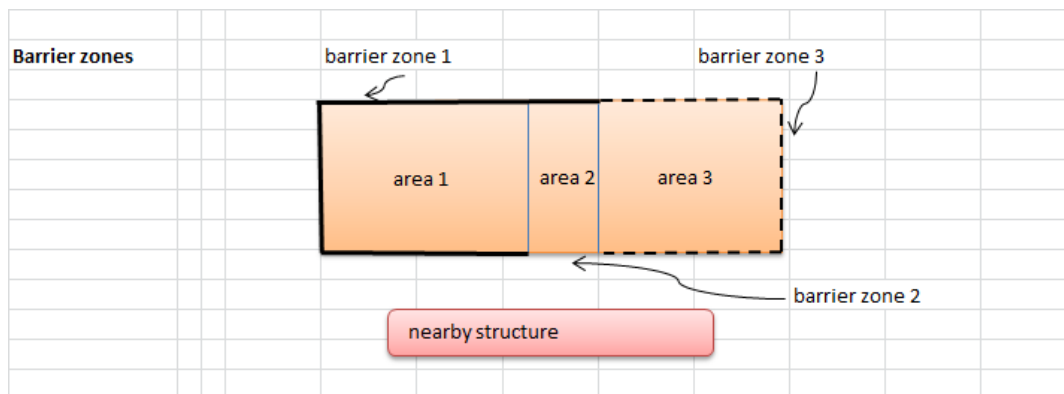 Barrier zones
barrier zone 1
barrier zone 3
area 1
area 2
area 3
barrier zone 2
nearby structure